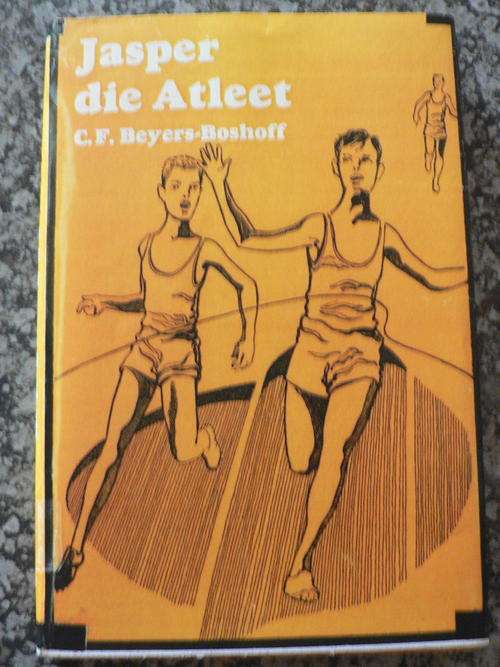 Jasper
die Atleet
C. F. Beyers-Boshoff